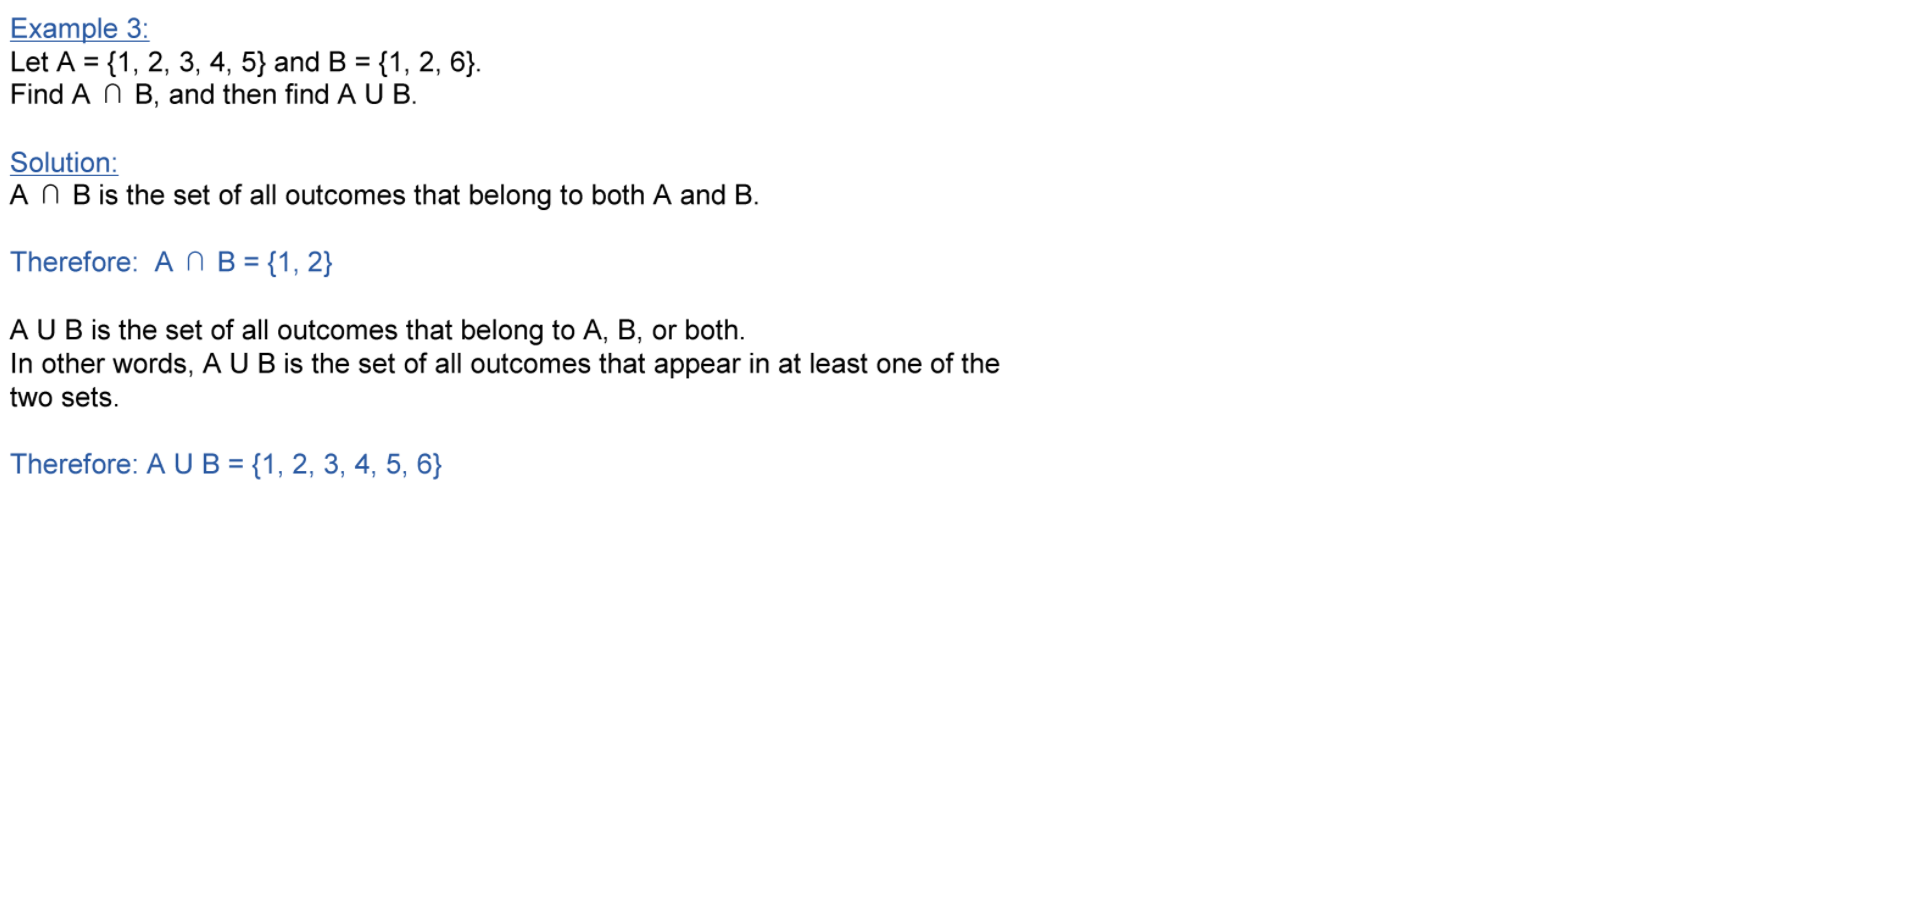 Example 3:
Let A = {1, 2, 3, 4, 5} and B = {1, 2, 6}.
Find A ∩ B, and then find A U B.
Solution:
A ∩ B is the set of all outcomes that belong to both A and B.
Therefore: A ∩ B = {1, 2}
A U B is the set of all outcomes that belong to A, B, or both.
In other words, A U B is the set of all outcomes that appear in at least one of the
two sets.
Therefore: A U B = {1, 2, 3, 4, 5, 6}